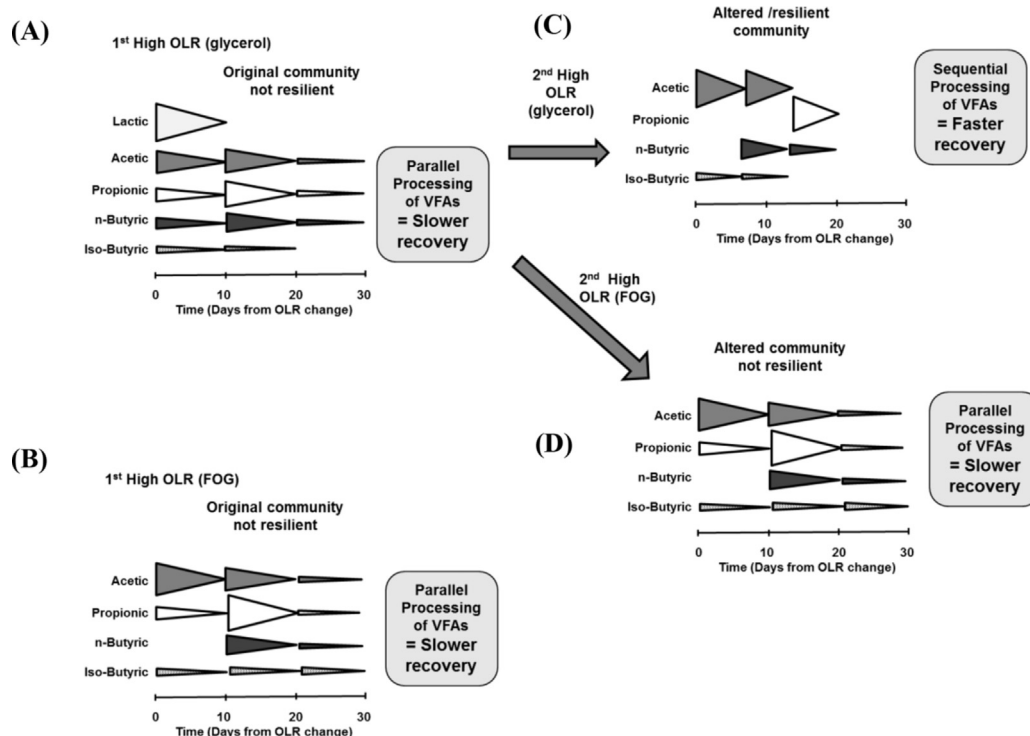 (A)
1st High OLR (glycerol)
Original community
not resilient
Lactic
Acetic
Propionic
n-Butyric
Iso-Butyric
0 10 20 30
Time (Days from OLR change)
Parallel
Processing
of VFAs
= Slower
recovery
2nd High
OLR
(glycerol)
(C)
Altered /resilient
community
Acetic
Propionic
n-Butyric
Iso-Butyric
0 10 20 30
Time (Days from OLR change)
Sequential
Processing
of VFAs
= Faster
recovery
2nd High
OLR (FOG)
(B)
1st High OLR (FOG)
Original community
not resilient
Acetic
Propionic
n-Butyric
Iso-Butyric
0 10 20 30
Time (Days from OLR change)
Parallel
Processing
of VFAs
= Slower
recovery
(D)
Altered community
not resilient
Acetic
Propionic
n-Butyric
Iso-Butyric
0 10 20 30
Time (Days from OLR change)
Parallel
Processing
of VFAs
= Slower
recovery